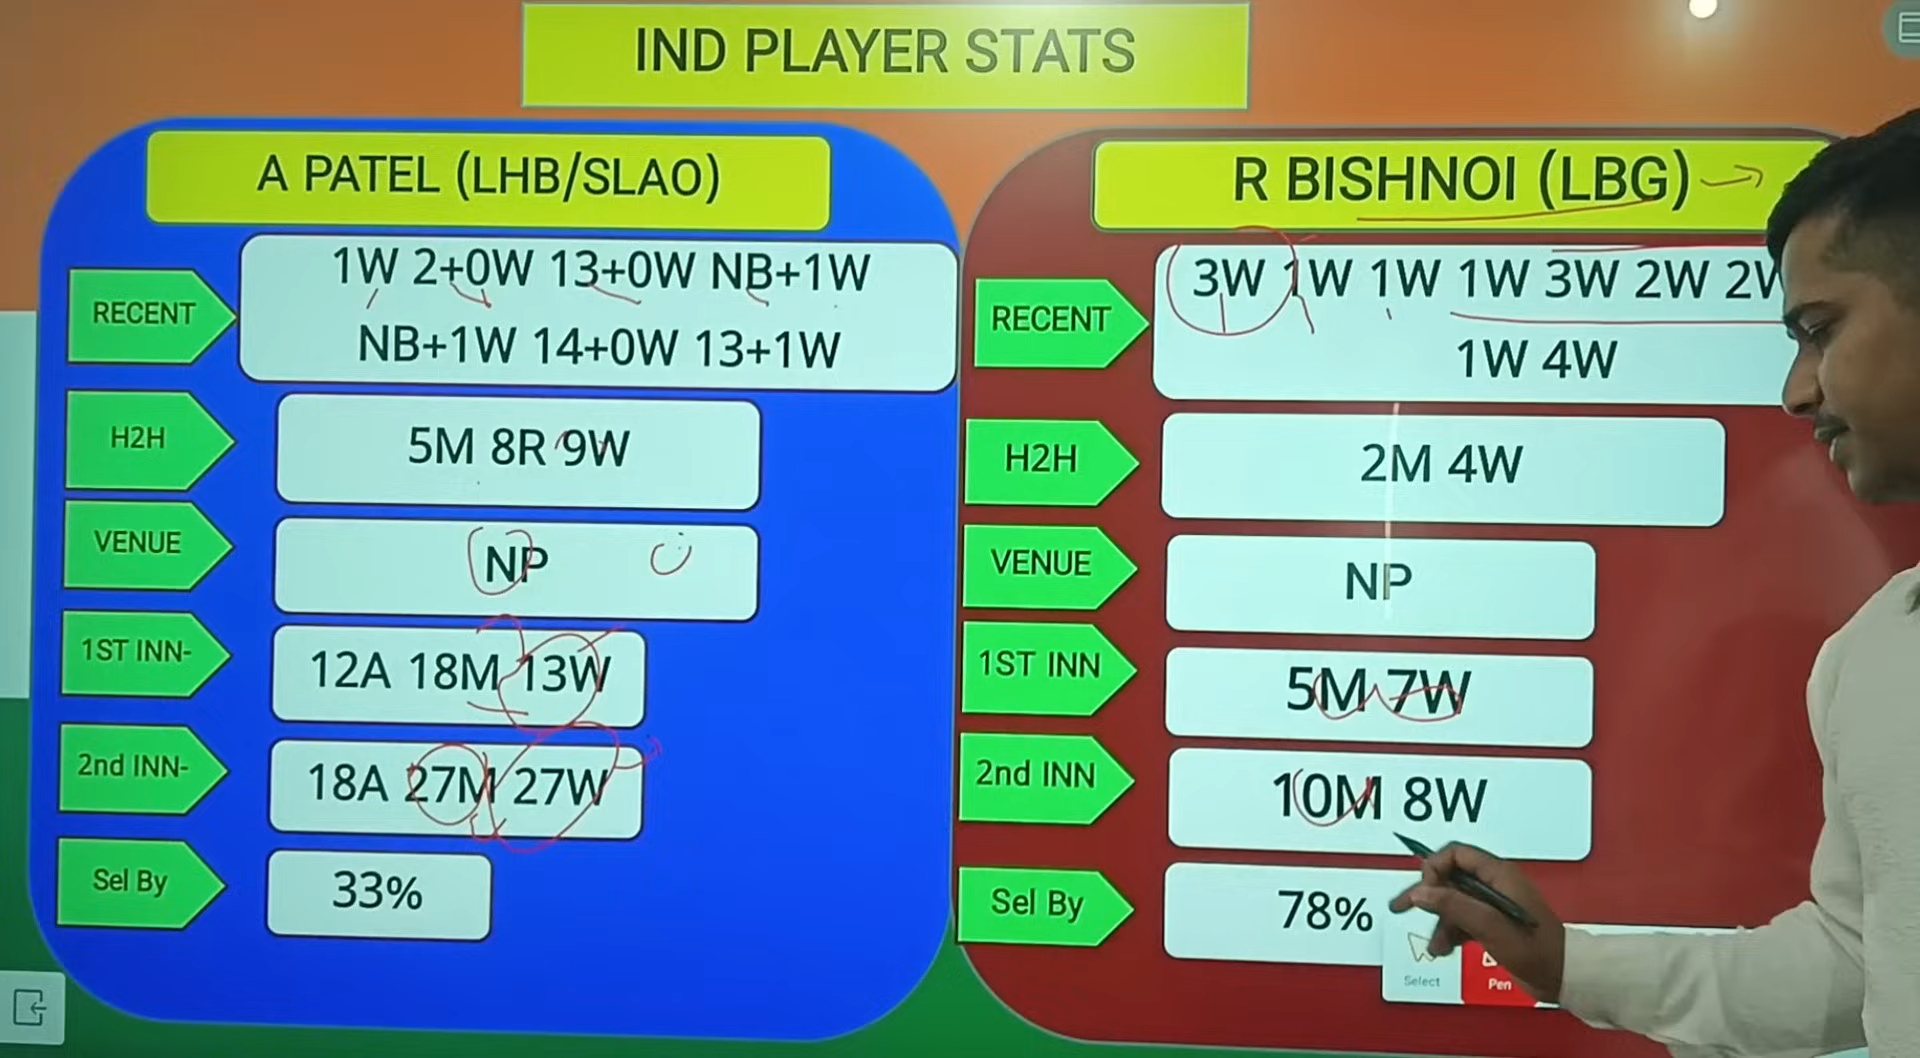 IND PLAYER STATS
A PATEL (LHB/SLAO)
RECENT
1W 2+0W 13+0W NB+1W
NB+1W 14+0W 13+1W
H2H
5M 8R 9W
VENUE
NP
1ST INN-
12A 18M 13W
2nd INN-
18A 27M 27W
Sel By
33%
R BISHNOI (LBG)
RECENT
3W 1W 1W 1W 3W 2W
1W 4W
H2H
2M 4W
VENUE
NP
1ST INN
5M 7W
2nd INN
10M 8W
Sel By
78%
Select
Pen